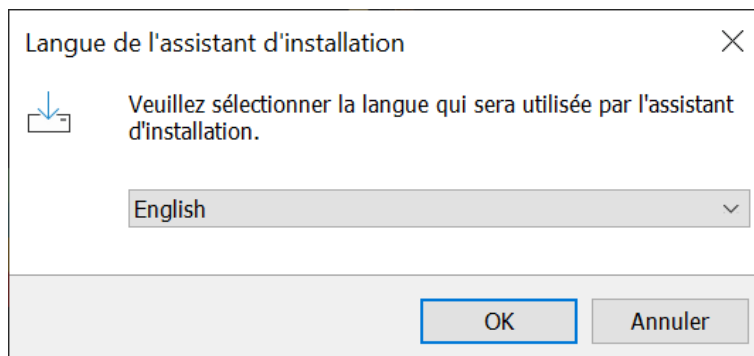 Langue de l'assistant d'installation
Veuillez sélectionner la langue qui sera utilisée par l'assistant
d'installation.
English
OK
Annuler